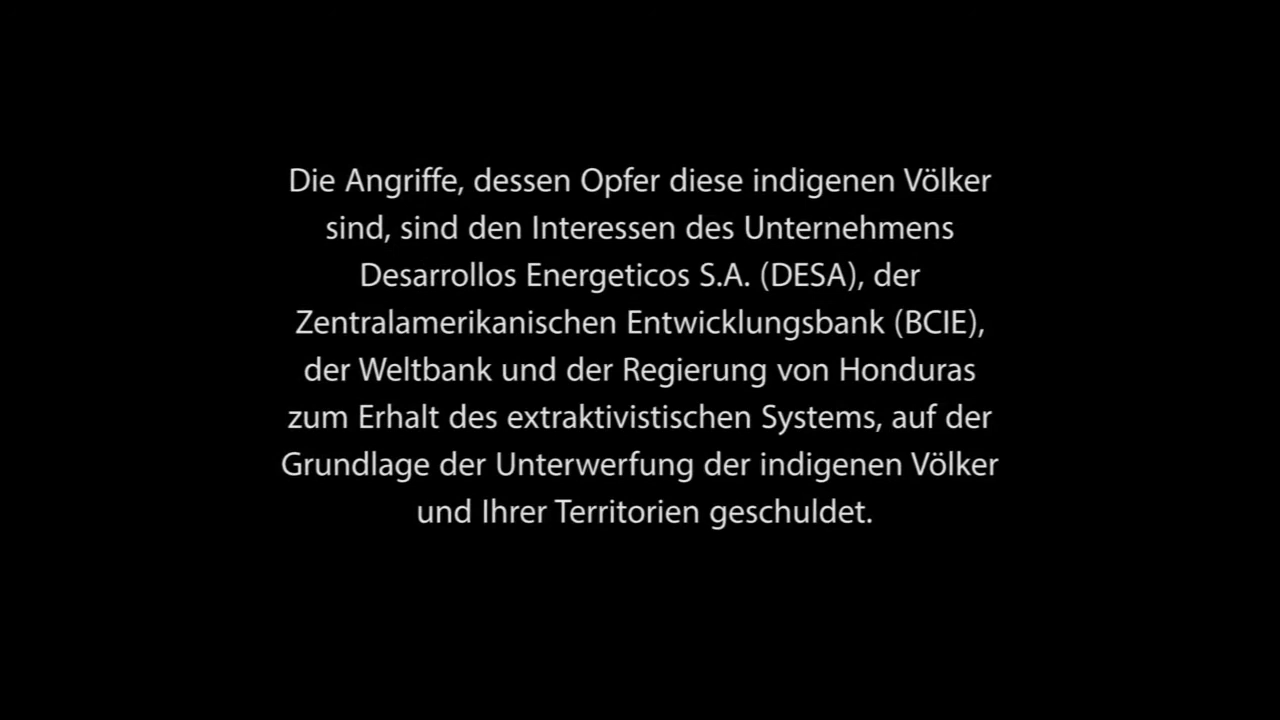 Die Angriffe, dessen Opfer diese indigenen Völker
sind, sind den Interessen des Unternehmens
Desarrollos Energeticos S.A. (DESA), der
Zentralamerikanischen Entwicklungsbank (BCIE),
der Weltbank und der Regierung von Honduras
zum Erhalt des extraktivistischen Systems, auf der
Grundlage der Unterwerfung der indigenen Völker
und Ihrer Territorien geschuldet.